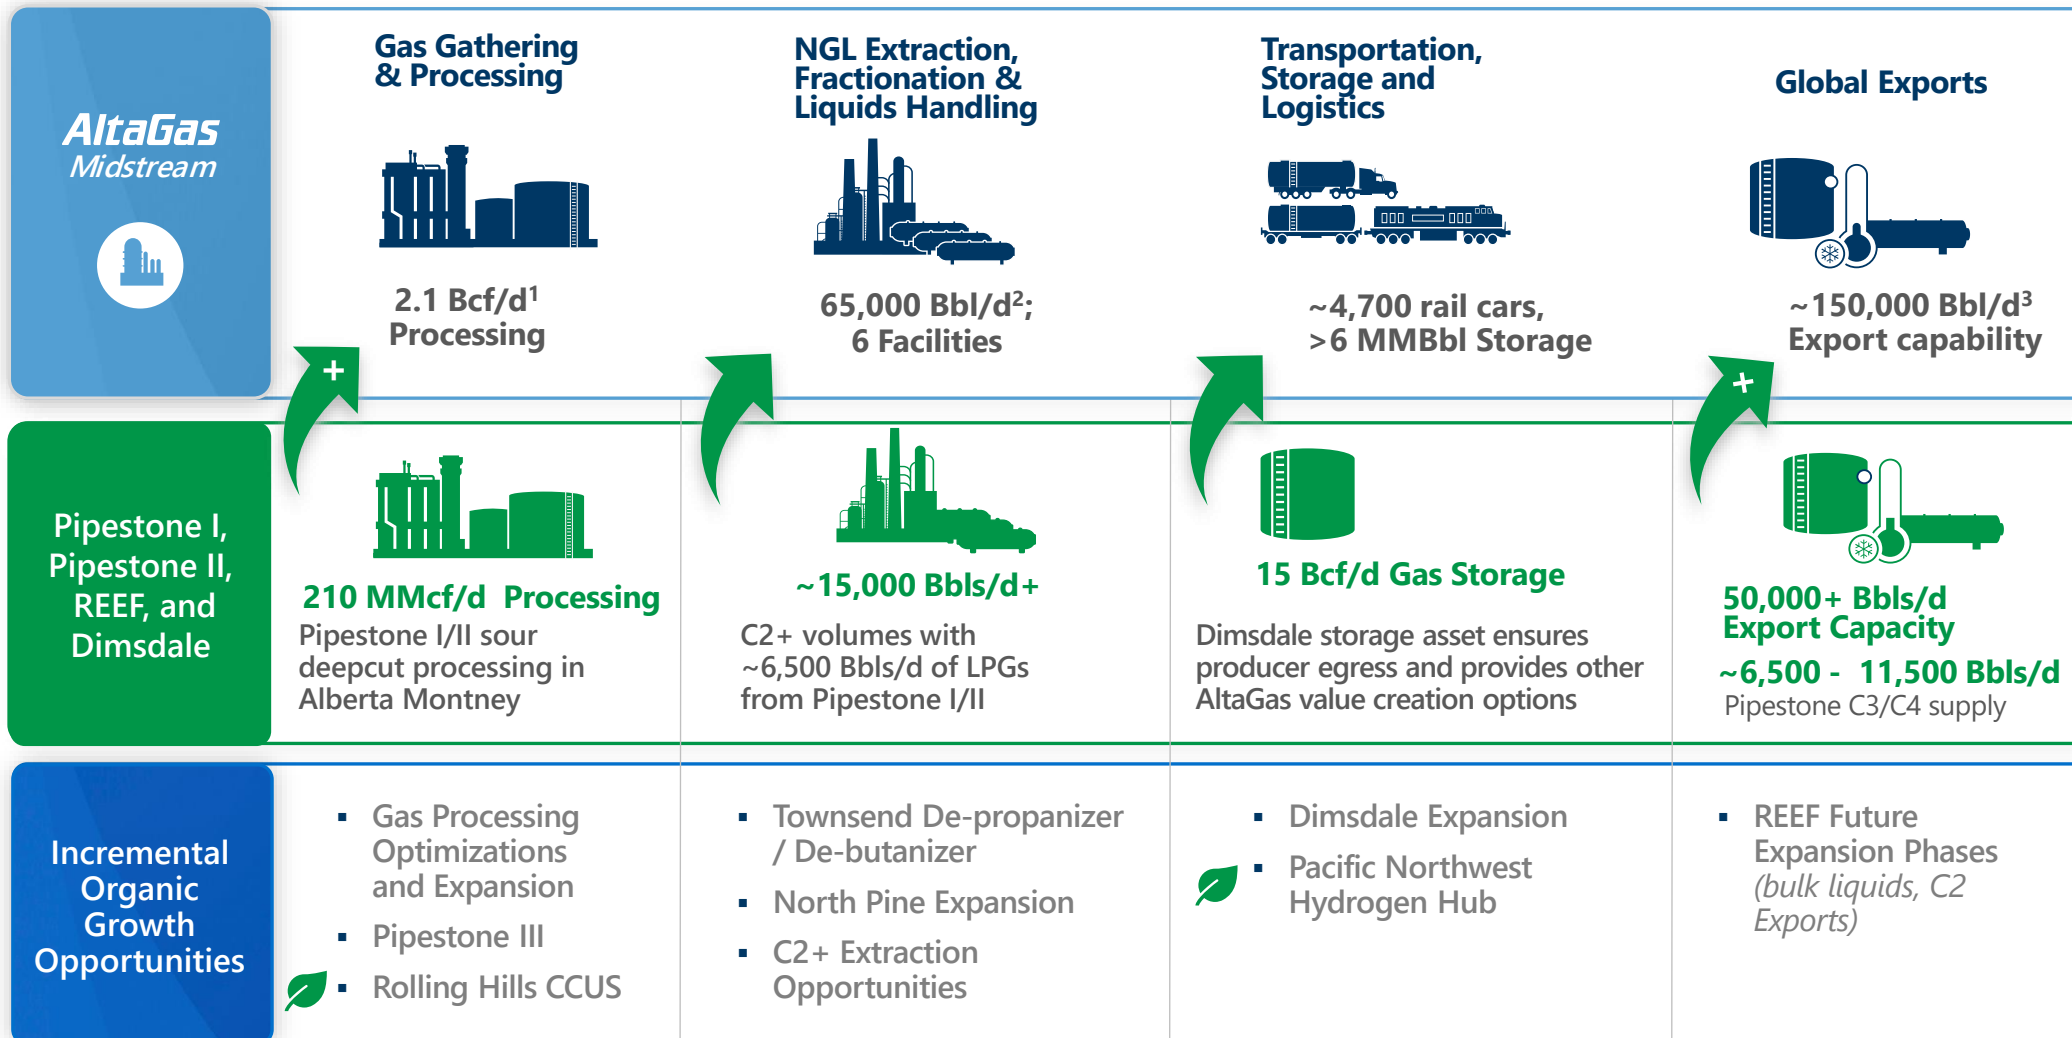 AltaGas
Midstream
Gas Gathering
& Processing
2.1 Bcf/d¹
Processing
NGL Extraction,
Fractionation &
Liquids Handling
65,000 Bbl/d²;
6 Facilities
Transportation,
Storage and
Logistics
~4,700 rail cars,
>6 MMBbl Storage
Global Exports
~150,000 Bbl/d³
Export capability
+
+
Pipestone I,
Pipestone II,
REEF, and
Dimsdale
210 MMcf/d Processing
Pipestone I/II sour
deepcut processing in
Alberta Montney
~15,000 Bbls/d+
C2+ volumes with
~6,500 Bbls/d of LPGs
from Pipestone I/II
15 Bcf/d Gas Storage
Dimsdale storage asset ensures
producer egress and provides other
AltaGas value creation options
50,000+ Bbls/d
Export Capacity
~6,500 - 11,500 Bbls/d
Pipestone C3/C4 supply
Incremental
Organic
Growth
Opportunities
▪ Gas Processing
Optimizations
and Expansion
▪ Pipestone III
▪ Rolling Hills CCUS
▪ Townsend De-propanizer
/ De-butanizer
▪ North Pine Expansion
▪ C2+ Extraction
Opportunities
▪ Dimsdale Expansion
▪ Pacific Northwest
Hydrogen Hub
▪ REEF Future
Expansion Phases
(bulk liquids, C2
Exports)